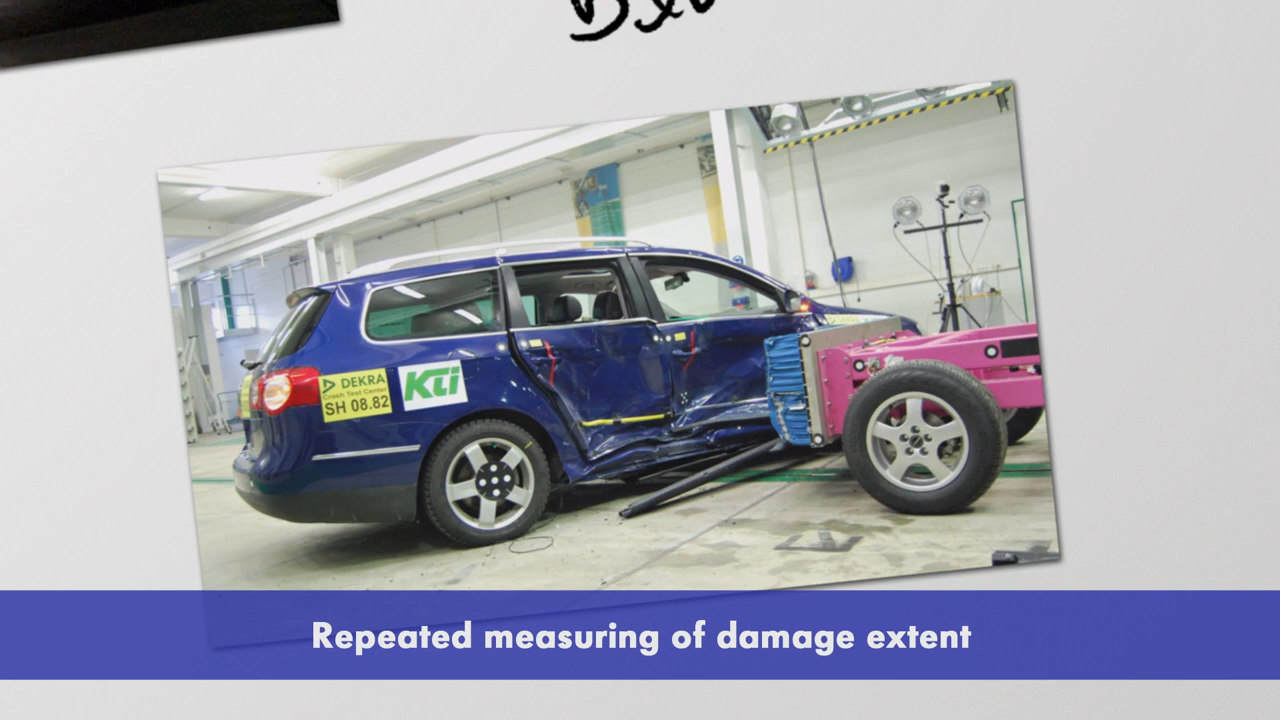 DEKRA
Crash Test Center
SH 08.82
KTI
Repeated measuring of damage extent